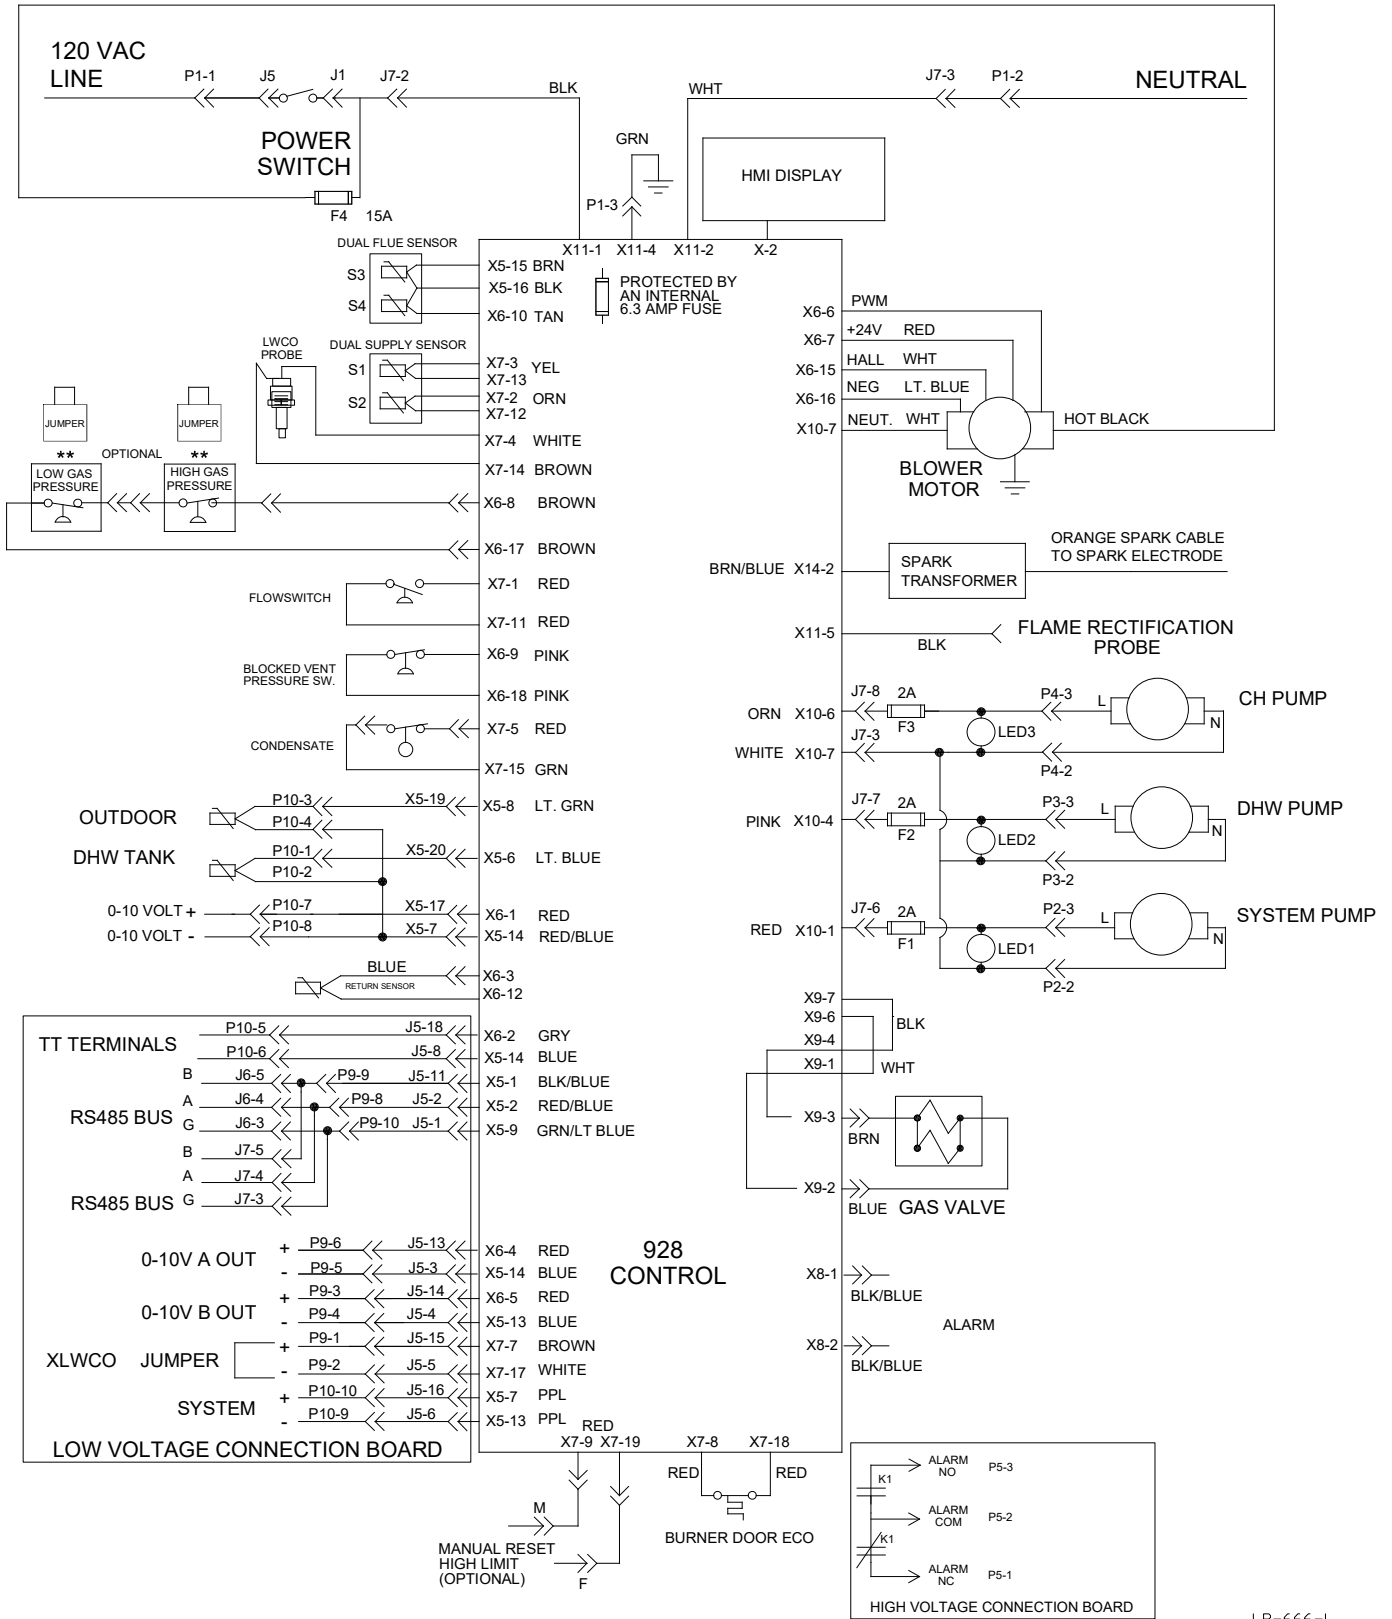 120 VAC
LINE
P1-1
J5
J1
J7-2
BLK
WHT
J7-3
P1-2
NEUTRAL
POWER
SWITCH
F4 15A
GRN
P1-3
HMI DISPLAY
X11-1 X11-4 X11-2 X-2
PROTECTED BY
AN INTERNAL
6.3 AMP FUSE
DUAL FLUE SENSOR
S3
S4
X5-15 BRN
X5-16 BLK
X6-10 TAN
LWCO
PROBE
DUAL SUPPLY SENSOR
S1
S2
X7-3 YEL
X7-13
X7-2 ORN
X7-12
X7-4 WHITE
X7-14 BROWN
JUMPER
JUMPER
** OPTIONAL **
LOW GAS
PRESSURE
HIGH GAS
PRESSURE
X6-8 BROWN
X6-17 BROWN
FLOWSWITCH
X7-1 RED
X7-11 RED
BLOCKED VENT
PRESSURE SW.
X6-9 PINK
X6-18 PINK
CONDENSATE
X7-5 RED
X7-15 GRN
OUTDOOR
P10-3 X5-19 X5-8 LT. GRN
P10-4
DHW TANK
P10-1 X5-20 X5-6 LT. BLUE
P10-2
0-10 VOLT + P10-7 X5-17 X6-1 RED
0-10 VOLT - P10-8 X5-7 X5-14 RED/BLUE
BLUE
RETURN SENSOR
X6-3
X6-12
TT TERMINALS
P10-5 J5-18 X6-2 GRY
P10-6 J5-8 X5-14 BLUE
B J6-5 P9-9 J5-11 X5-1 BLK/BLUE
RS485 BUS
A J6-4 P9-8 J5-2 X5-2 RED/BLUE
G J6-3 P9-10 J5-1 X5-9 GRN/LT BLUE
B J7-5
A J7-4
RS485 BUS G J7-3
0-10V A OUT
+ P9-6 J5-13 X6-4 RED
- P9-5 J5-3 X5-14 BLUE
0-10V B OUT
+ P9-3 J5-14 X6-5 RED
- P9-4 J5-4 X5-13 BLUE
XLWCO JUMPER
+ P9-1 J5-15 X7-7 BROWN
- P9-2 J5-5 X7-17 WHITE
SYSTEM
+ P10-10 J5-16 X5-7 PPL
- P10-9 J5-6 X5-13 PPL
LOW VOLTAGE CONNECTION BOARD
928
CONTROL
X6-6 PWM
X6-7 +24V RED
X6-15 HALL WHT
X6-16 NEG LT. BLUE
X10-7 NEUT. WHT
HOT BLACK
BLOWER
MOTOR
BRN/BLUE X14-2
SPARK
TRANSFORMER
ORANGE SPARK CABLE
TO SPARK ELECTRODE
X11-5
BLK
FLAME RECTIFICATION
PROBE
ORN X10-6 J7-8 2A F3 LED3 P4-3 L N
CH PUMP
WHITE X10-7 J7-3 P4-2
PINK X10-4 J7-7 2A F2 LED2 P3-3 L N
DHW PUMP
P3-2
RED X10-1 J7-6 2A F1 LED1 P2-3 L N
SYSTEM PUMP
P2-2
X9-7
X9-6
BLK
X9-4
X9-1
WHT
X9-3
BRN
X9-2
BLUE
GAS VALVE
X8-1
BLK/BLUE
ALARM
X8-2
BLK/BLUE
RED
X7-9 X7-19 X7-8 X7-18
RED RED
M
MANUAL RESET
HIGH LIMIT
(OPTIONAL)
F
BURNER DOOR ECO
K1
ALARM
NO
P5-3
ALARM
COM
P5-2
K1
ALARM
NC
P5-1
HIGH VOLTAGE CONNECTION BOARD